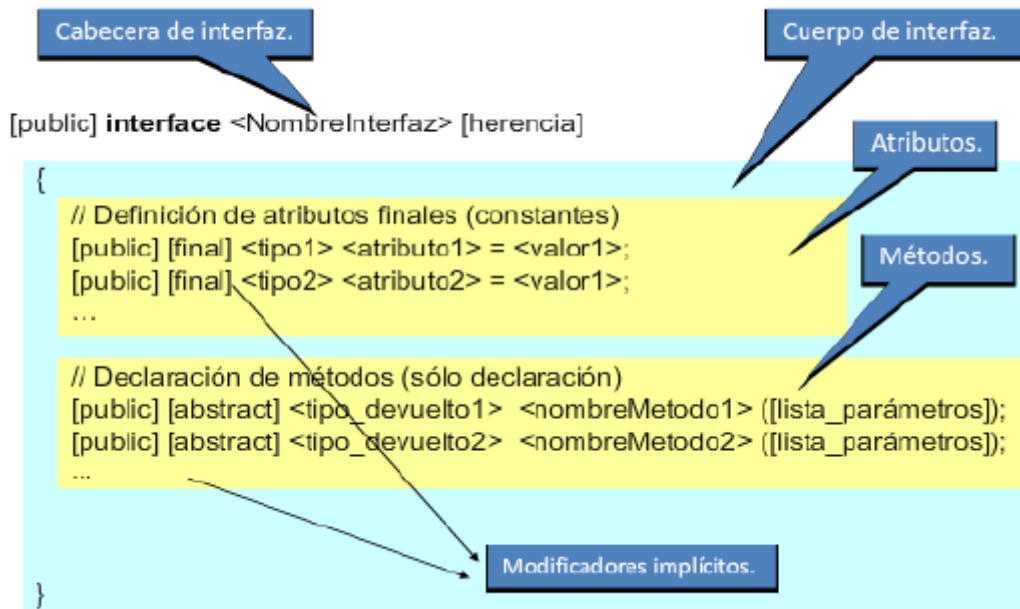 Cabecera de interfaz.
Cuerpo de interfaz.
[public] interface <NombreInterfaz> [herencia]
Atributos.
{
// Definición de atributos finales (constantes)
[public] [final] <tipo1> <atributo1> = <valor1>;
[public] [final] <tipo2> <atributo2> = <valor1>;
...
Métodos.
// Declaración de métodos (sólo declaración)
[public] [abstract] <tipo_devuelto1> <nombreMetodo1> ([lista_parámetros]);
[public] [abstract] <tipo_devuelto2> <nombreMetodo2> ([lista_parámetros]);
...
Modificadores implícitos.
}